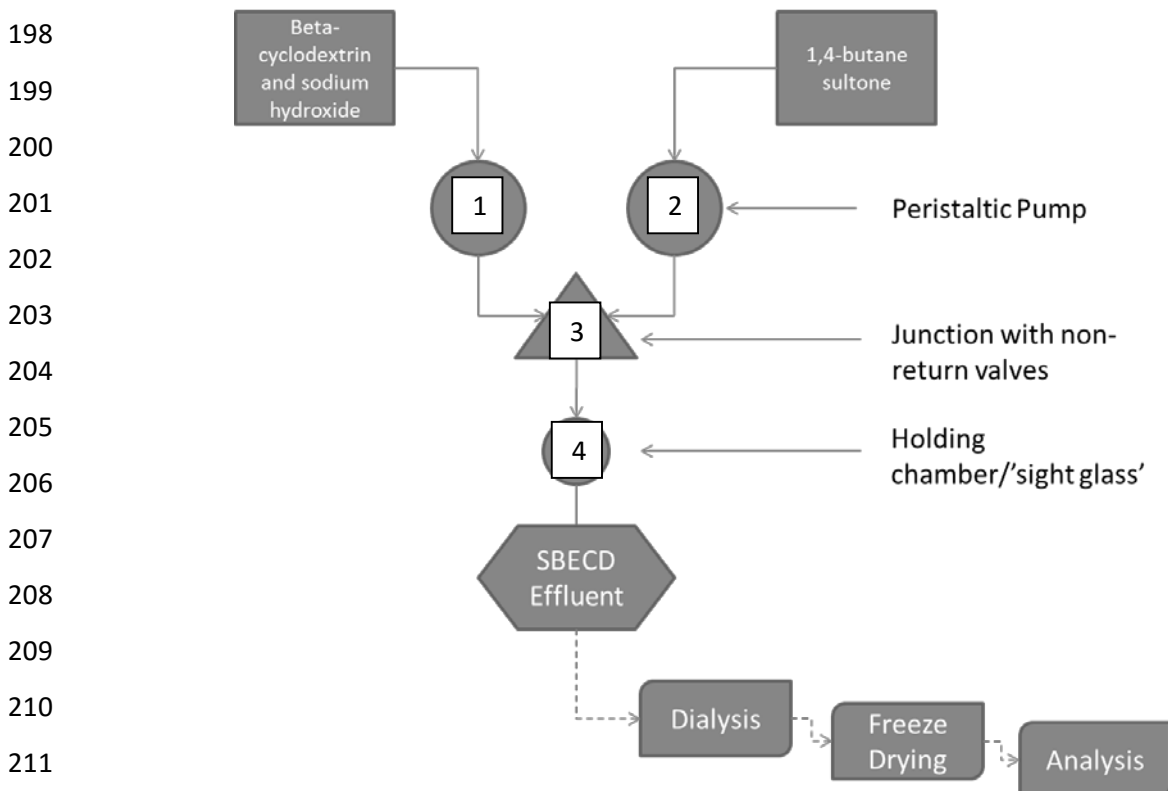 198
199
200
201
202
203
204
205
206
207
208
209
210
211
Beta-
cyclodextrin
and sodium
hydroxide
1,4-butane
sultone
1
2
Peristaltic Pump
3
Junction with non-
return valves
4
Holding
chamber/'sight glass'
SBECD
Effluent
Dialysis
Freeze
Drying
Analysis